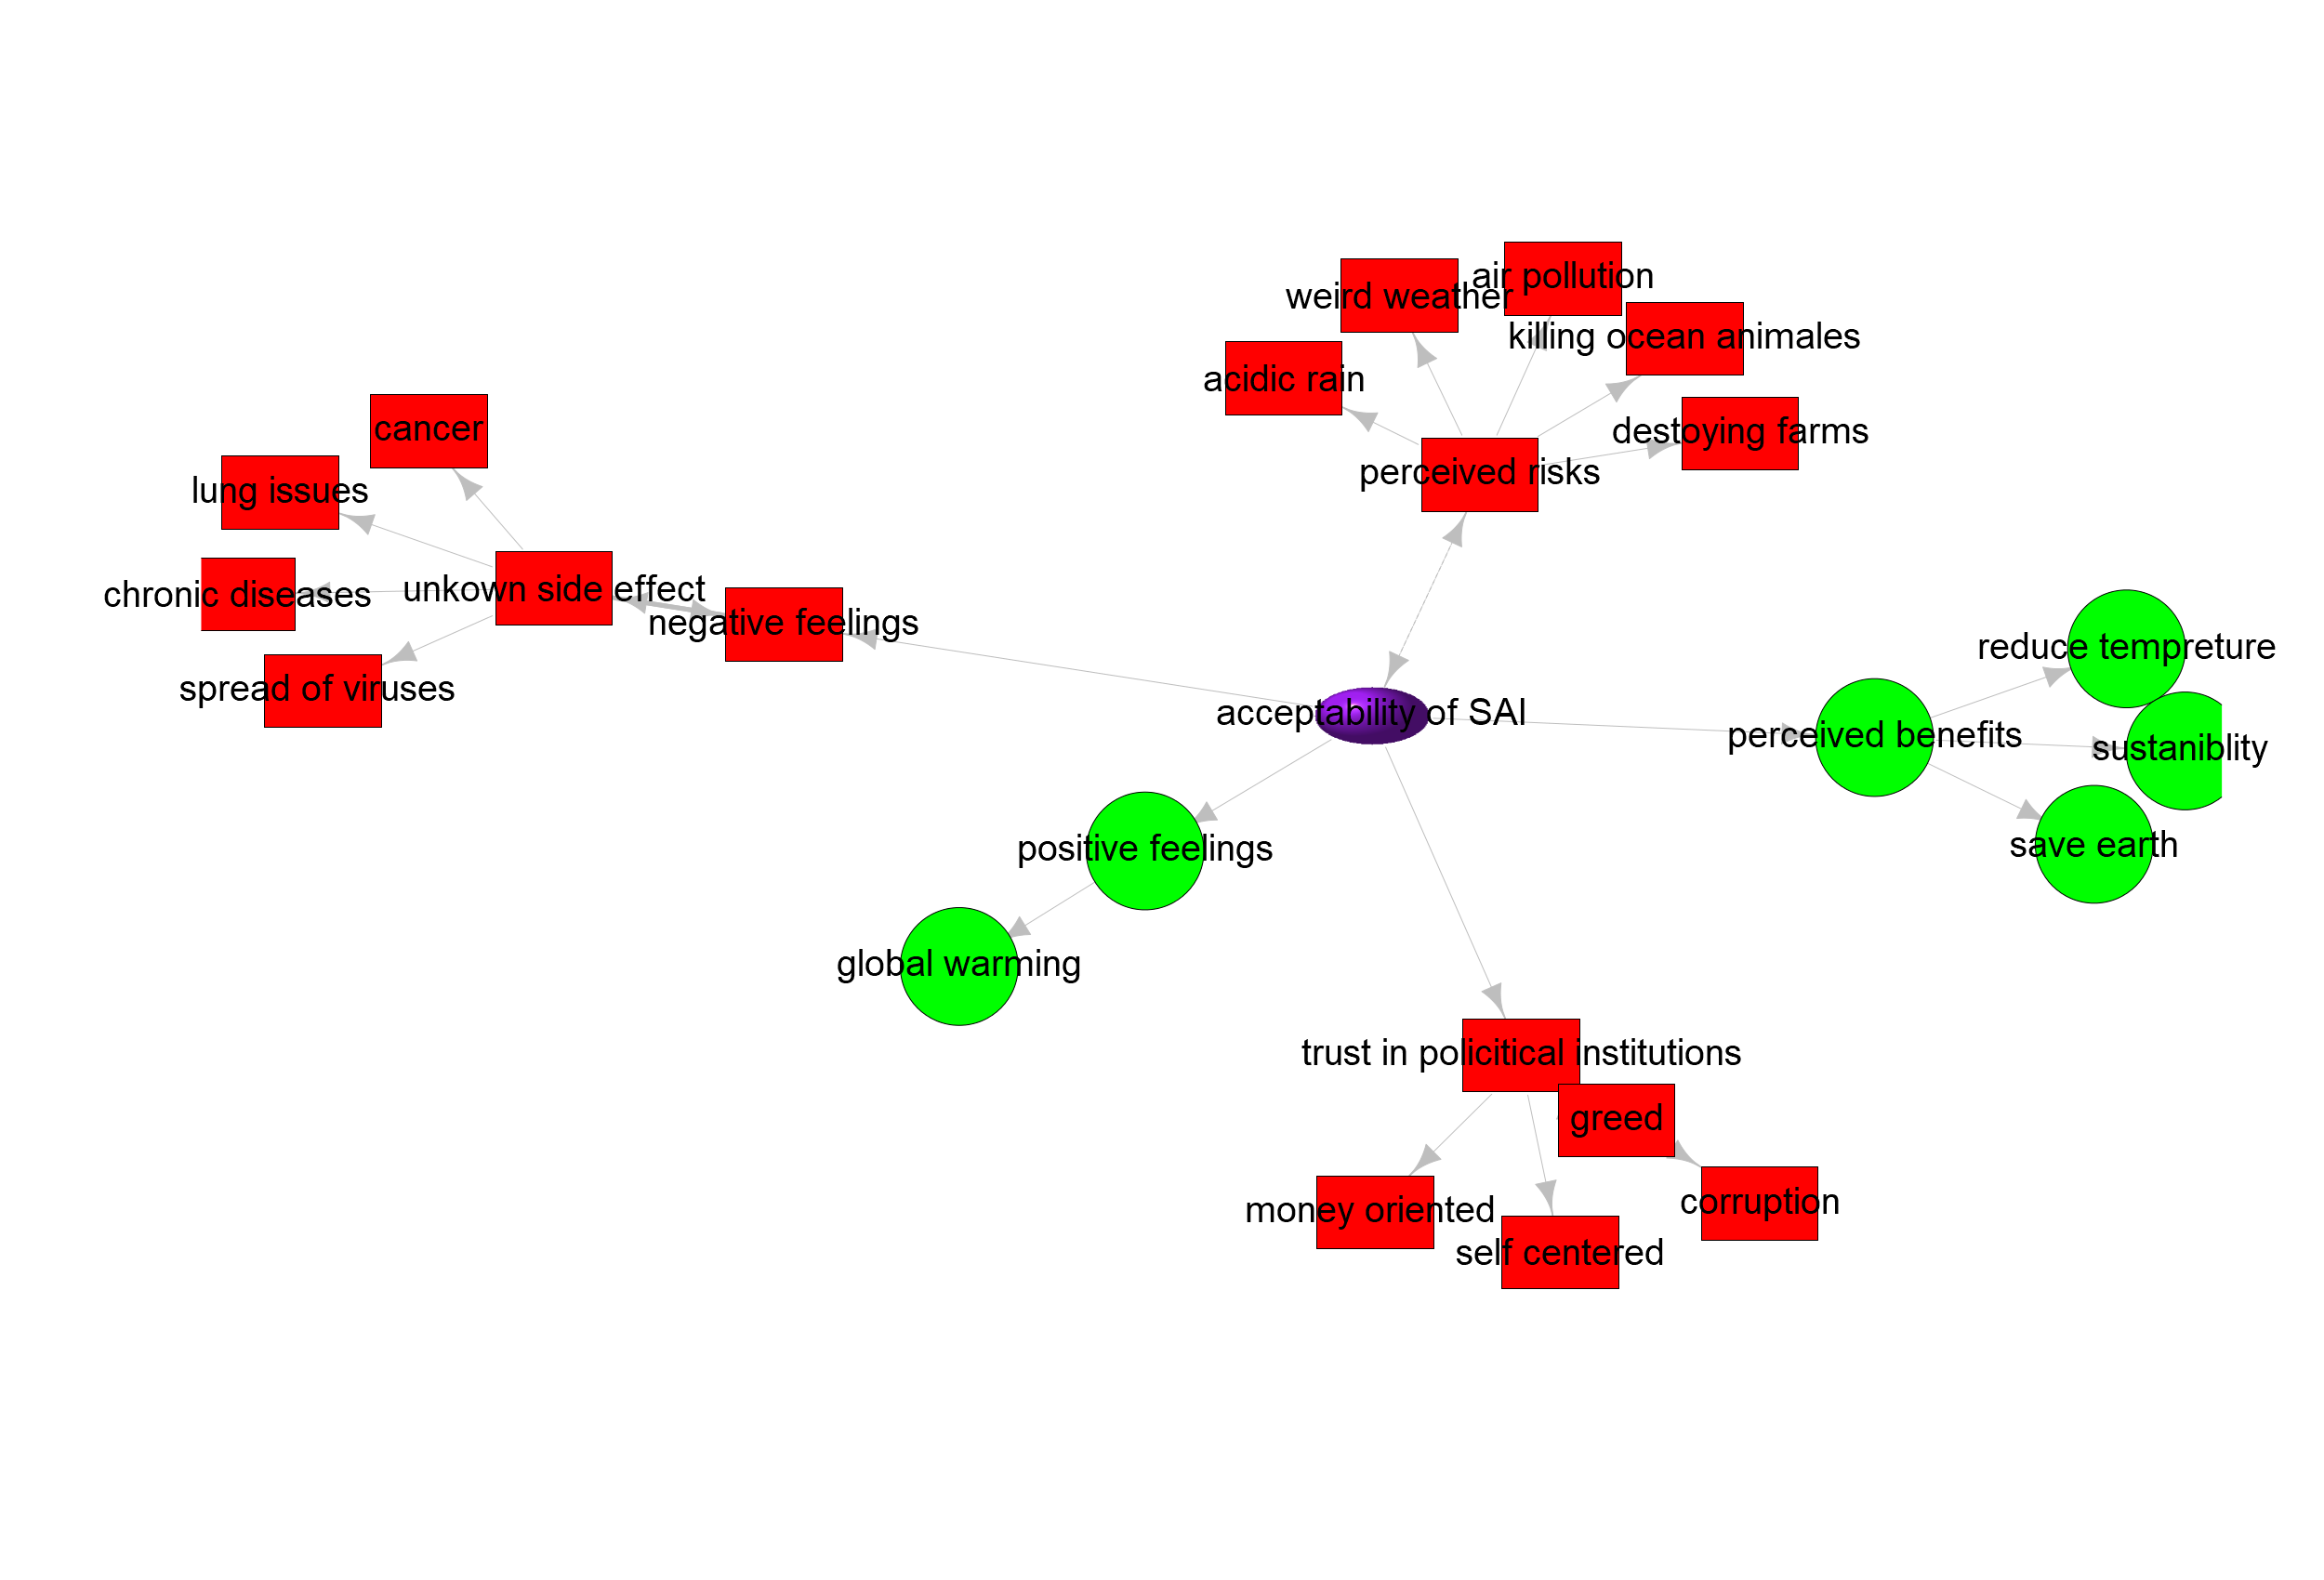 air pollution
weird weather
killing ocean animales
acidic rain
destoying farms
cancer
perceived risks
lung issues
unkown side effect
chronic diseases
negative feelings
reduce tempreture
spread of viruses
acceptability of SAI
perceived benefits
sustaniblity
save earth
positive feelings
global warming
trust in policitical institutions
greed
corruption
money oriented
self centered